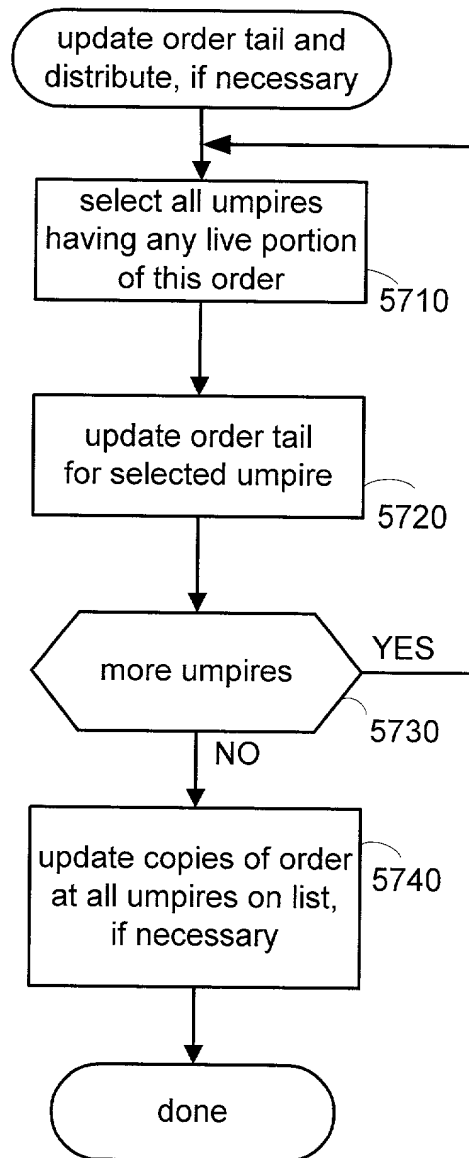 update order tail and
distribute, if necessary
select all umpires
having any live portion
of this order
5710
update order tail
for selected umpire
5720
more umpires
YES
5730
NO
update copies of order
at all umpires on list,
if necessary
5740
done